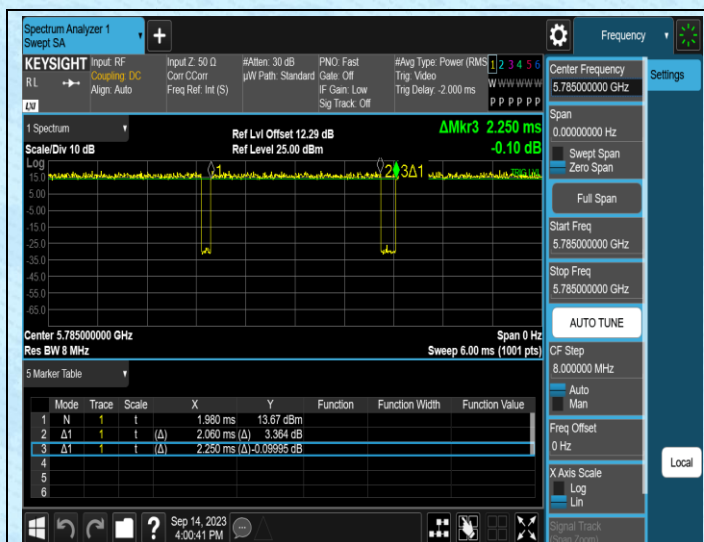 Spectrum Analyzer 1
Swept SA
Frequency
KEYSIGHT
RL
Input: RF
Coupling: DC
Align: Auto
Input Z: 50 Ω
Corr CCorr
Freq Ref: Int (S)
#Atten: 30 dB
µW Path: Standard
PNO: Fast
Gate: Off
IF Gain: Low
Sig Track: Off
#Avg Type: Power (RMS
Trig: Video
Trig Delay: -2.000 ms
1 2 3 4 5 6
W W W W W W
P P P P P P
LXI
1 Spectrum
Scale/Div 10 dB
Ref Lvl Offset 12.29 dB
Ref Level 25.00 dBm
ΔMkr3 2.250 ms
-0.10 dB
Log
15.0
5.00
-5.00
-15.0
-25.0
-35.0
-45.0
-55.0
-65.0
1
2
3Δ1
Center 5.785000000 GHz
Res BW 8 MHz
Span 0 Hz
Sweep 6.00 ms (1001 pts)
5 Marker Table
Mode Trace Scale X Y Function Function Width Function Value
1 N 1 t 1.980 ms 13.67 dBm
2 Δ1 1 t (Δ) 2.060 ms (Δ) 3.364 dB
3 Δ1 1 t (Δ) 2.250 ms (Δ) -0.09995 dB
4
5
6
Sep 14, 2023
4:00:41 PM
Center Frequency
5.785000000 GHz
Span
0.00000000 Hz
Swept Span
Zero Span
Full Span
Start Freq
5.785000000 GHz
Stop Freq
5.785000000 GHz
AUTO TUNE
CF Step
8.000000 MHz
Auto
Man
Freq Offset
0 Hz
X Axis Scale
Log
Lin
Signal Track
(Span Zoom)
Settings
Local